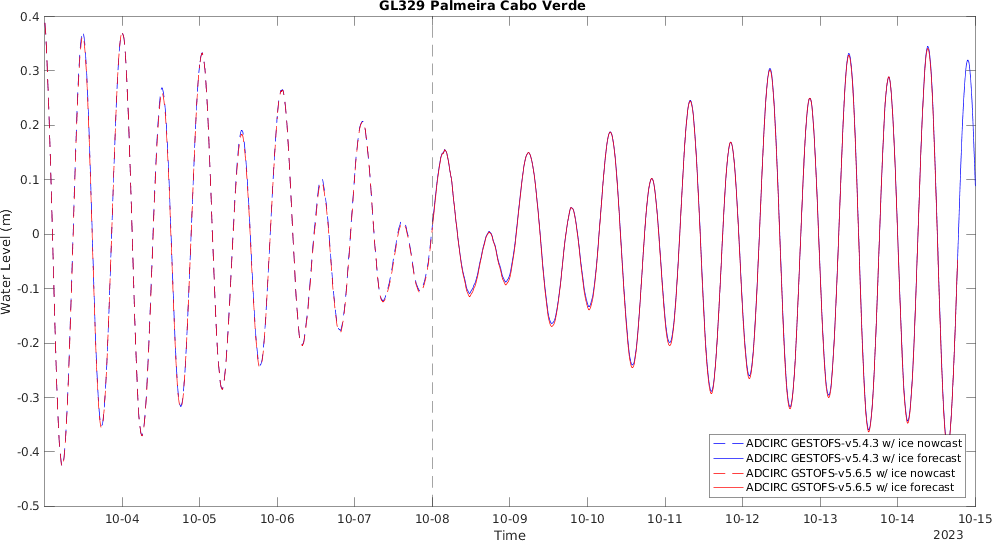 GL329 Palmeira Cabo Verde
0.4
0.3
0.2
0.1
0
-0.1
-0.2
-0.3
-0.4
-0.5
Water Level (m)
ADCIRC GESTOFS-v5.4.3 w/ ice nowcast
ADCIRC GESTOFS-v5.4.3 w/ ice forecast
ADCIRC GSTOFS-v5.6.5 w/ ice nowcast
ADCIRC GSTOFS-v5.6.5 w/ ice forecast
10-04 10-05 10-06 10-07 10-08 10-09 10-10 10-11 10-12 10-13 10-14 10-15
Time
2023